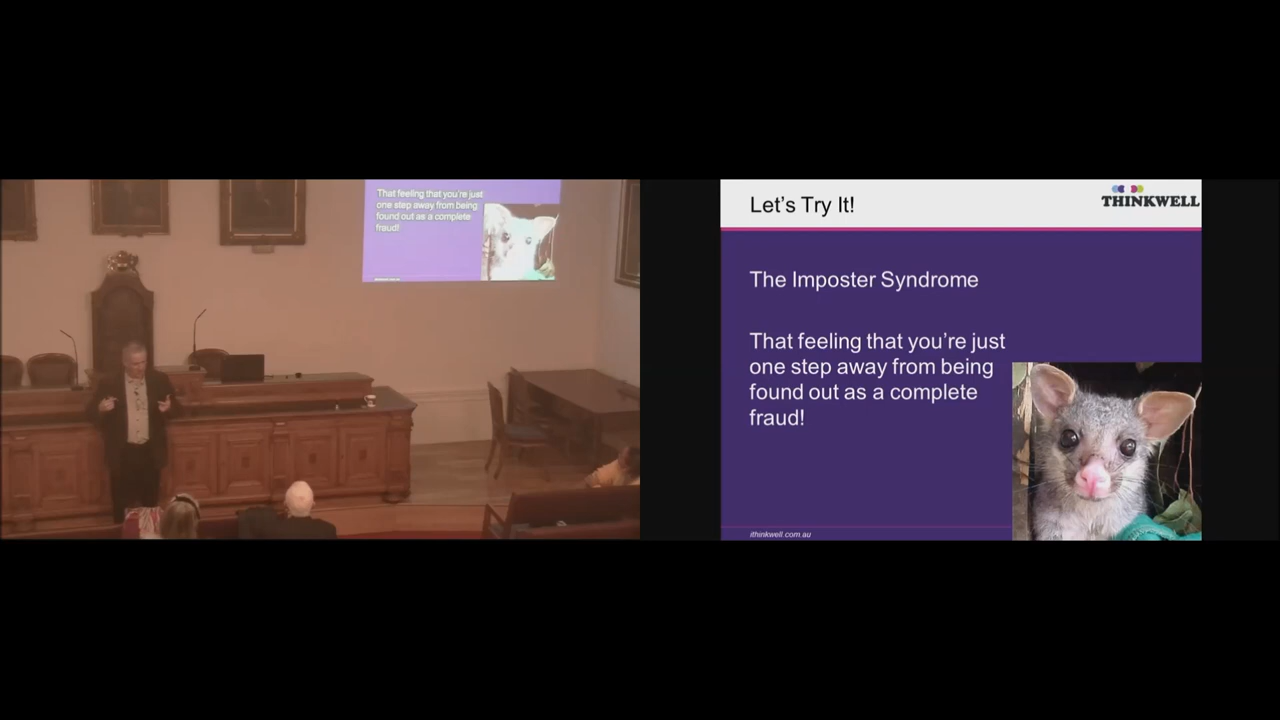 That feeling that you're just
one step away from being
found out as a complete
fraud!
Let's Try It!
THINKWELL
The Imposter Syndrome
That feeling that you're just
one step away from being
found out as a complete
fraud!
ithinkwell.com.au